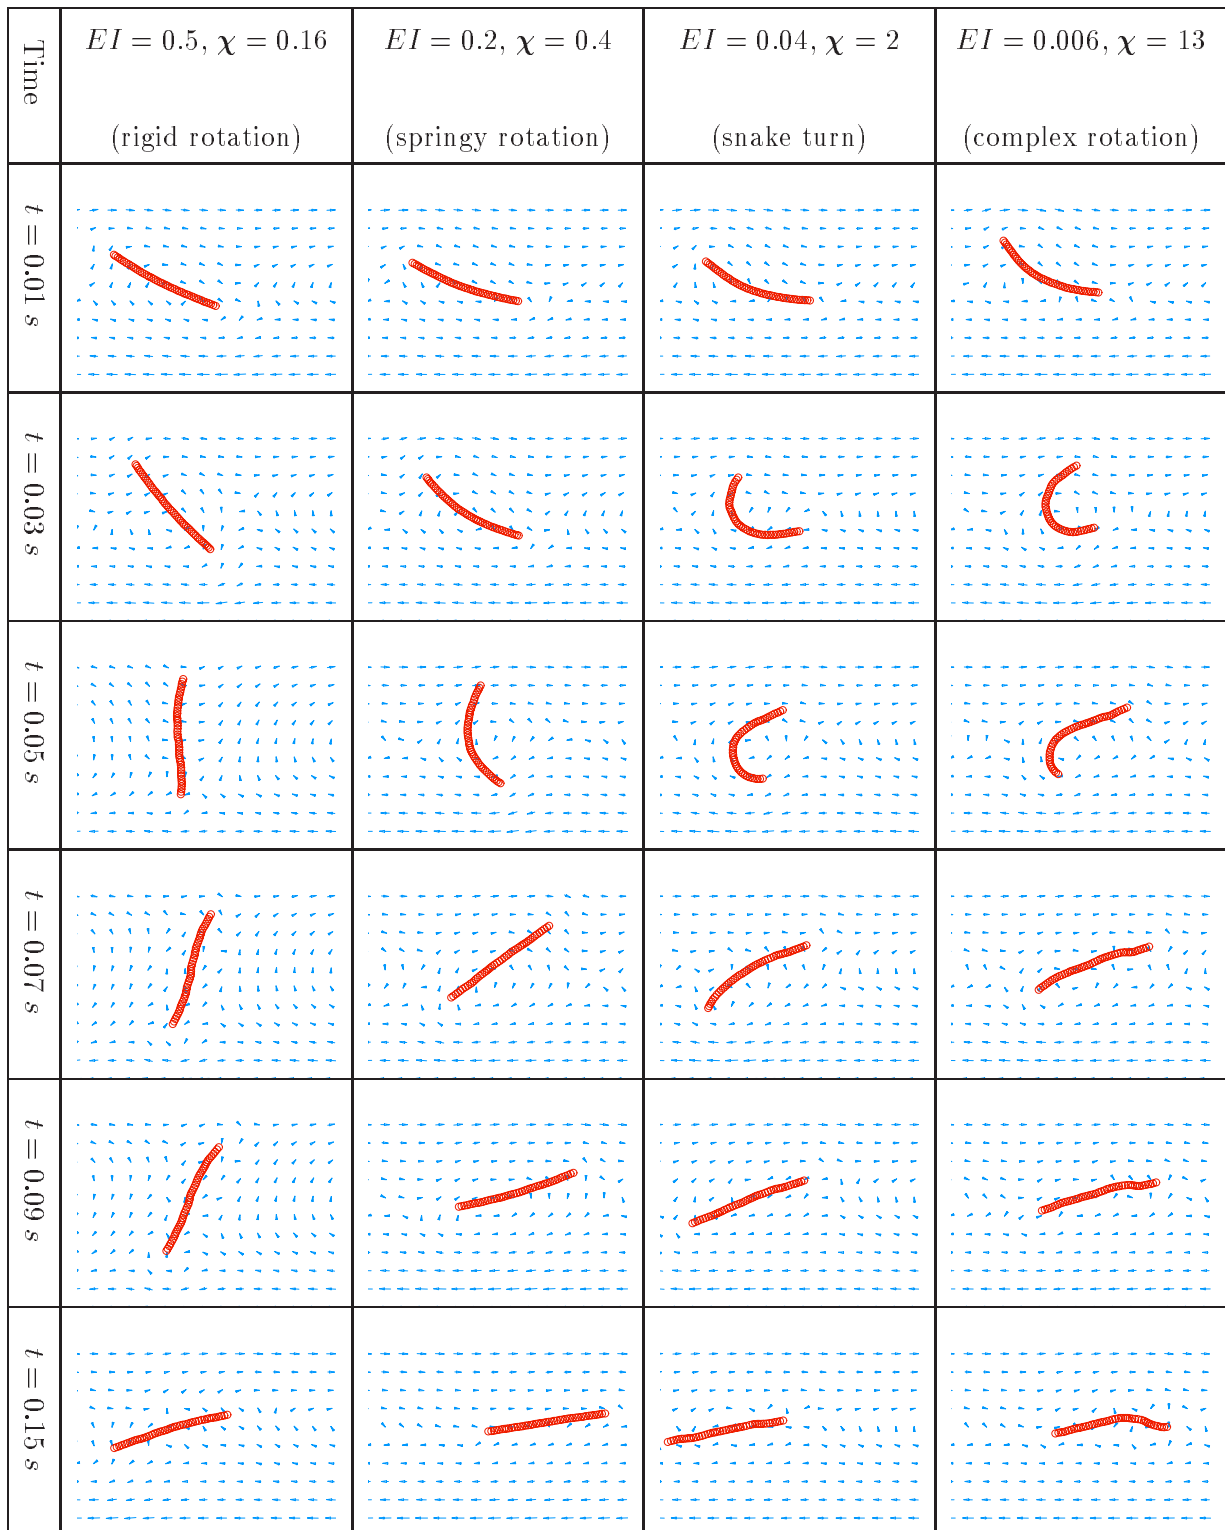 Time
EI = 0.5, χ = 0.16
(rigid rotation)
EI = 0.2, χ = 0.4
(springy rotation)
EI = 0.04, χ = 2
(snake turn)
EI = 0.006, χ = 13
(complex rotation)
t = 0.01 s
t = 0.03 s
t = 0.05 s
t = 0.07 s
t = 0.09 s
t = 0.15 s